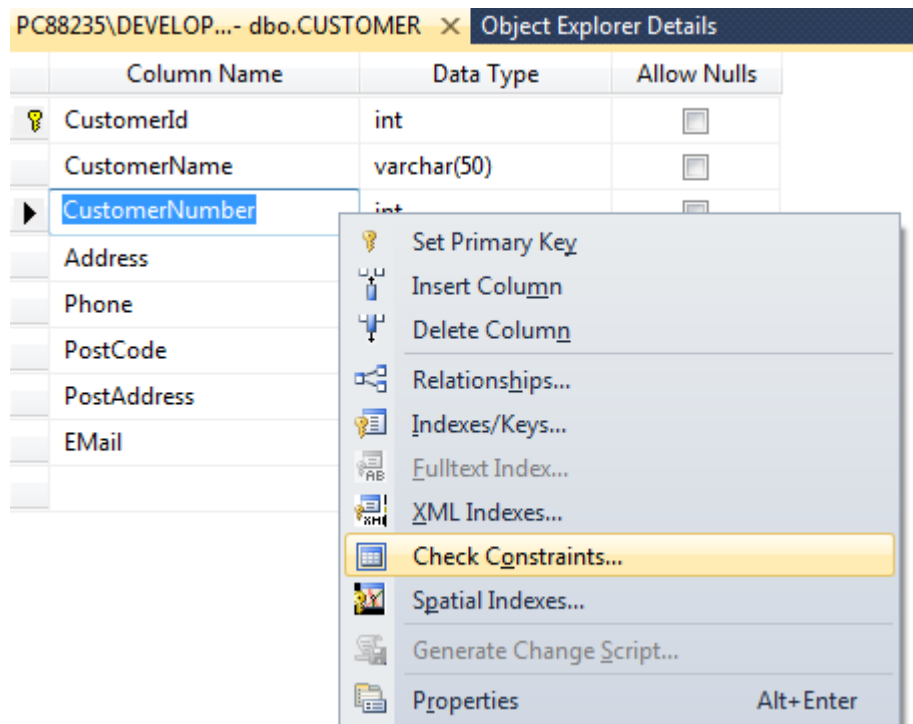 PC88235\DEVELOP...- dbo.CUSTOMER Object Explorer Details
Column Name Data Type Allow Nulls
CustomerId int
CustomerName varchar(50)
CustomerNumber int
Address
Phone
PostCode
PostAddress
EMail
Set Primary Key
Insert Column
Delete Column
Relationships...
Indexes/Keys...
Fulltext Index...
XML Indexes...
Check Constraints...
Spatial Indexes...
Generate Change Script...
Properties Alt+Enter